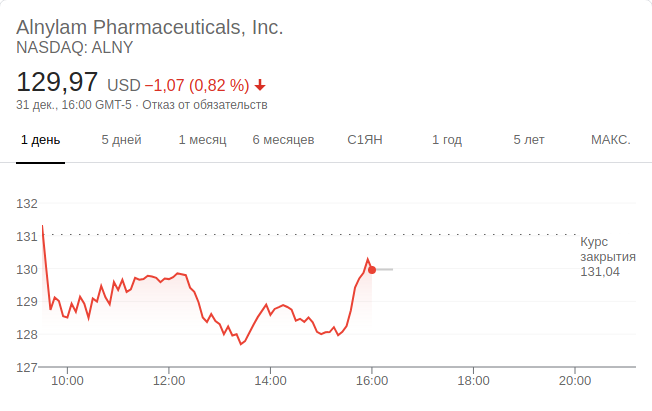 Alnylam Pharmaceuticals, Inc.
NASDAQ: ALNY
129,97 USD −1,07 (0,82 %)
31 дек., 16:00 GMT-5 · Отказ от обязательств
1 день 5 дней 1 месяц 6 месяцев С1ЯН 1 год 5 лет МАКС.
132
131
Курс
закрытия
131,04
130
129
128
127
10:00 12:00 14:00 16:00 18:00 20:00